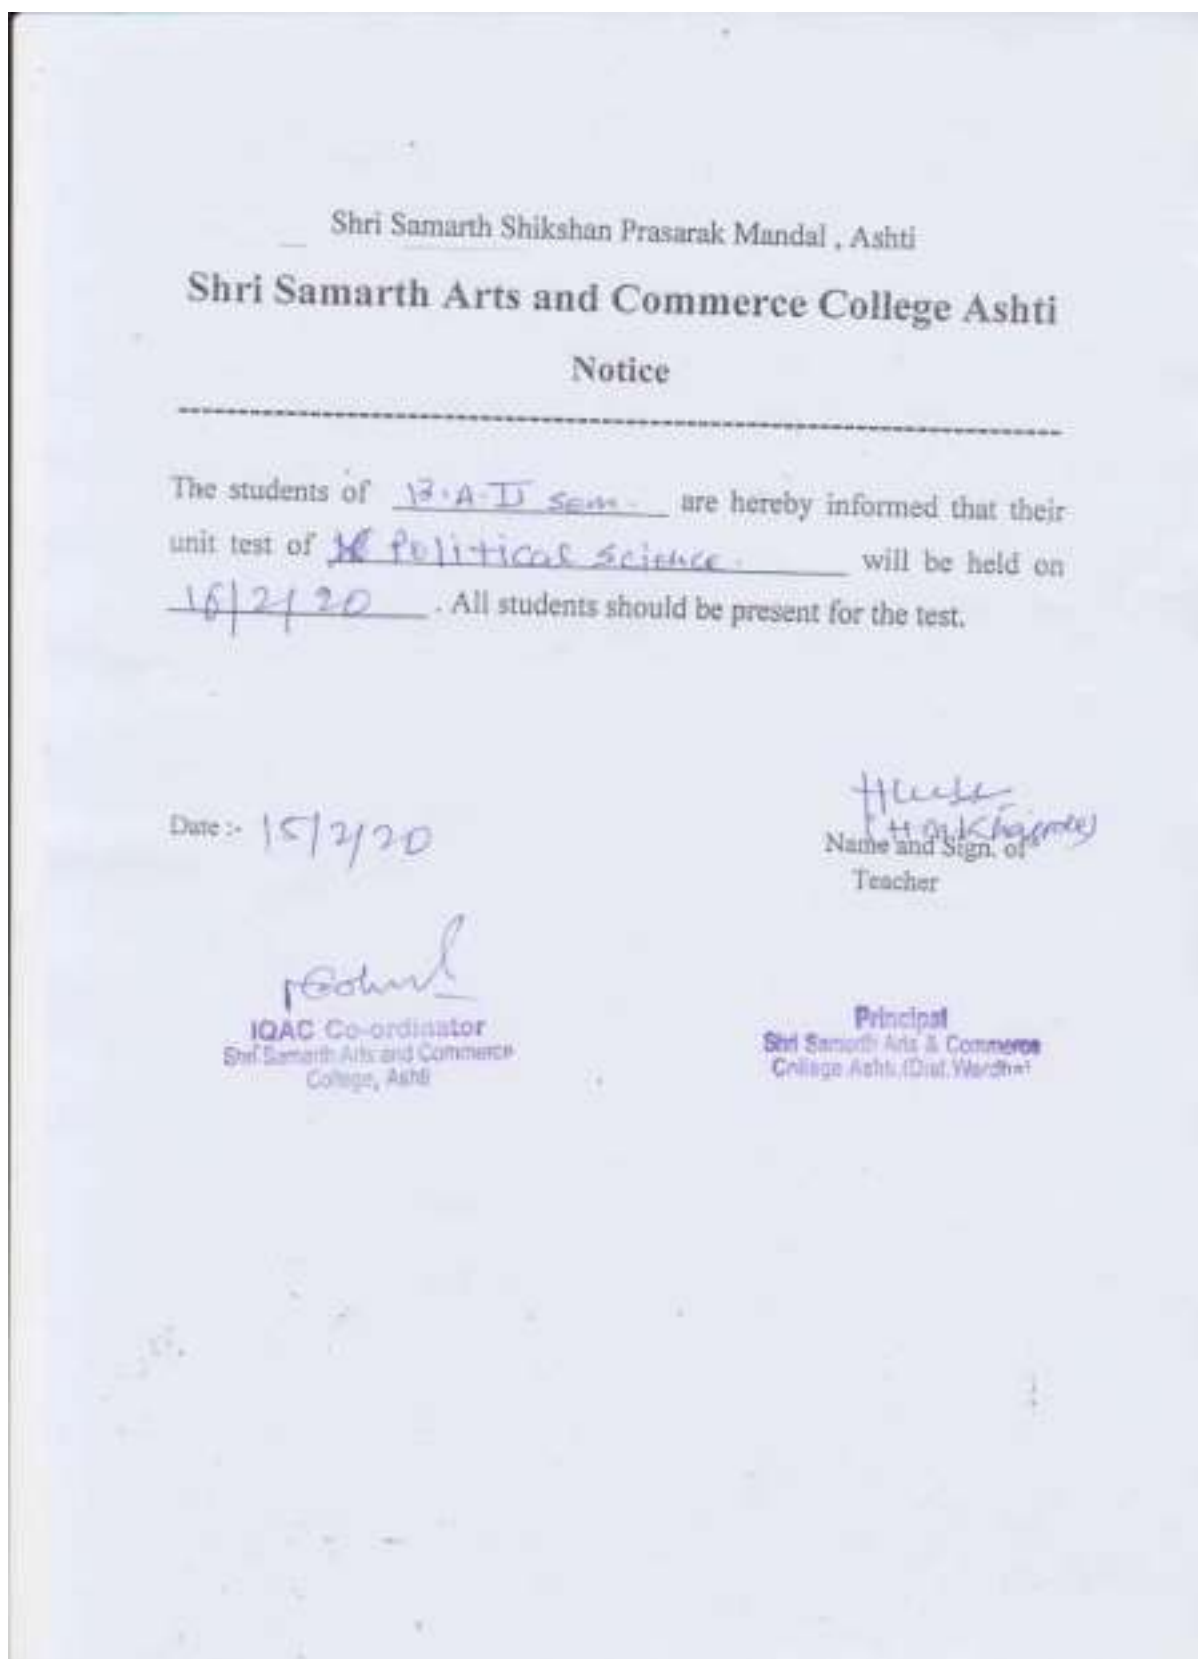 Shri Samarth Shikshan Prasarak Mandal , Ashti
Shri Samarth Arts and Commerce College Ashti
Notice
The students of B.A. II sem. are hereby informed that their
unit test of Political science. will be held on
16/2/20 . All students should be present for the test.
Date :- 15/2/20
Name and Sign. of
Teacher
IQAC Co-ordinator
Shri Samarth Arts and Commerce
College, Ashti
Principal
Shri Samarth Arts & Commerce
College Ashti, (Dist. Wardha)